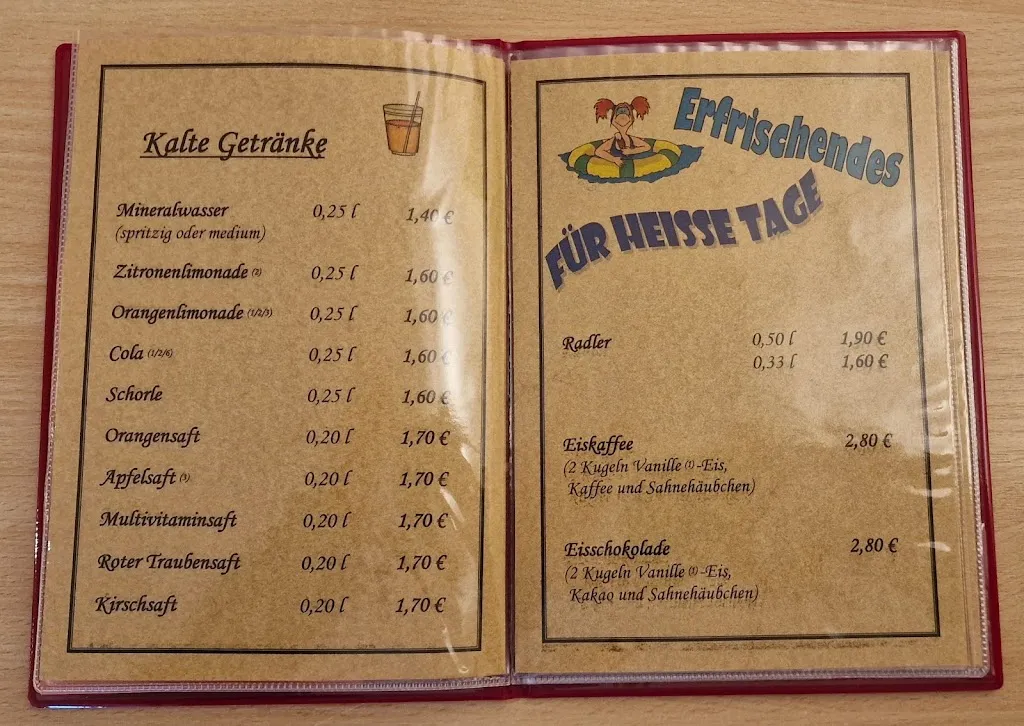 Kalte Getränke
Mineralwasser 0,25 l 1,40 €
(spritzig oder medium)
Zitronenlimonade (2) 0,25 l 1,60 €
Orangenlimonade (1/2/3) 0,25 l 1,60 €
Cola (1/2/6) 0,25 l 1,60 €
Schorle 0,25 l 1,60 €
Orangensaft 0,20 l 1,70 €
Apfelsaft (3) 0,20 l 1,70 €
Multivitaminsaft 0,20 l 1,70 €
Roter Traubensaft 0,20 l 1,70 €
Kirschsaft 0,20 l 1,70 €
Erfrischendes
FÜR HEISSE TAGE
Radler 0,50 l 1,90 €
0,33 l 1,60 €
Eiskaffee 2,80 €
(2 Kugeln Vanille (1) -Eis,
Kaffee und Sahnehäubchen)
Eisschokolade 2,80 €
(2 Kugeln Vanille (1) -Eis,
Kakao und Sahnehäubchen)